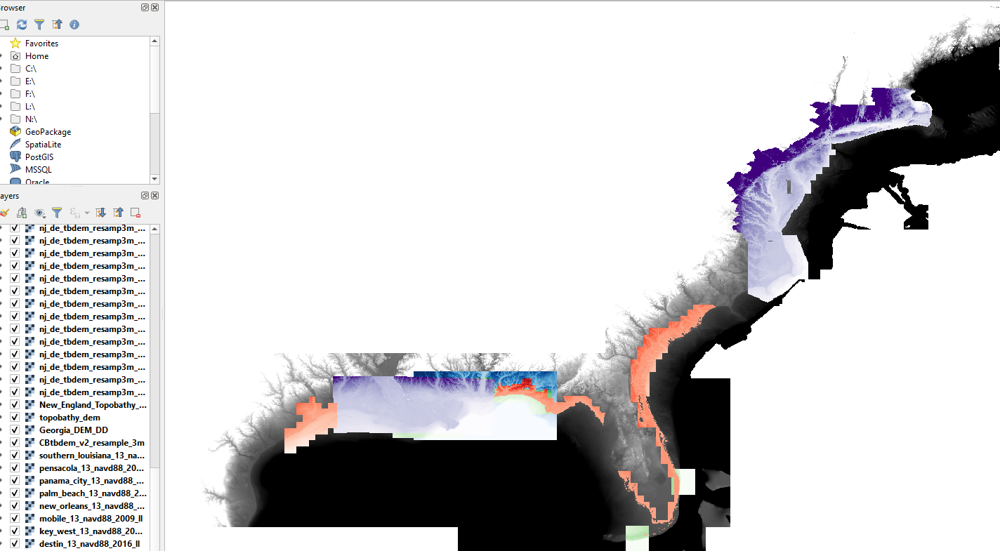 rowser
Favorites
Home
C:\
E:\
F:\
L:\
N:\
GeoPackage
SpatiaLite
PostGIS
MSSQL
Oracle
ayers
nj_de_tbdem_resamp3m_...
nj_de_tbdem_resamp3m_...
nj_de_tbdem_resamp3m_...
nj_de_tbdem_resamp3m_...
nj_de_tbdem_resamp3m_...
nj_de_tbdem_resamp3m_...
nj_de_tbdem_resamp3m_...
nj_de_tbdem_resamp3m_...
nj_de_tbdem_resamp3m_...
nj_de_tbdem_resamp3m_...
nj_de_tbdem_resamp3m_...
nj_de_tbdem_resamp3m_...
nj_de_tbdem_resamp3m_...
nj_de_tbdem_resamp3m_...
New_England_Topobathy_...
topobathy_dem
Georgia_DEM_DD
CBtbdem_v2_resample_3m
southern_louisiana_13_na...
pensacola_13_navd88_20...
panama_city_13_navd88_...
palm_beach_13_navd88_2...
new_orleans_13_navd88_...
mobile_13_navd88_2009_ll
key_west_13_navd88_20...
destin_13_navd88_2016_ll